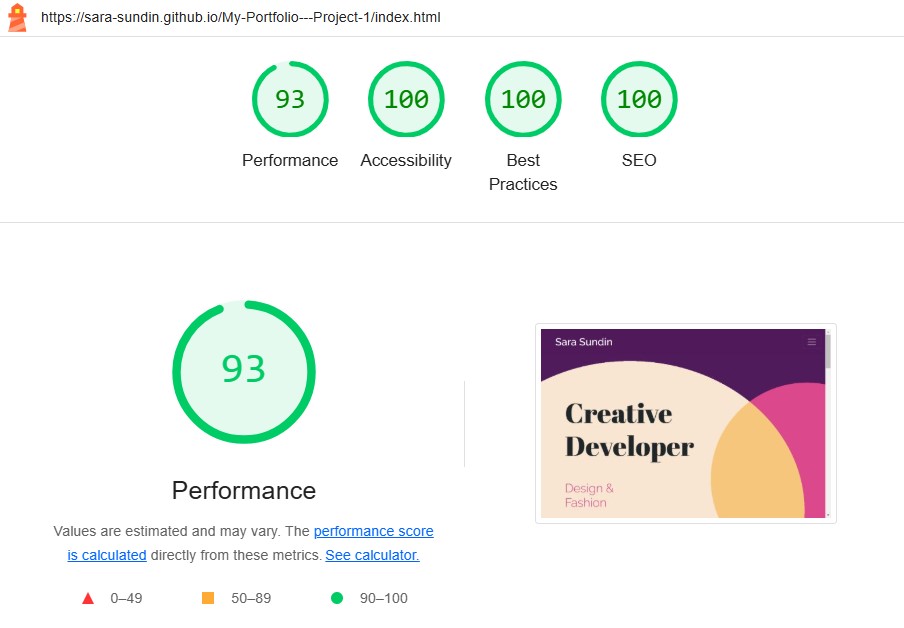 https://sara-sundin.github.io/My-Portfolio---Project-1/index.html
93 100 100 100
Performance Accessibility Best Practices SEO
93
Performance
Values are estimated and may vary. The performance score
is calculated directly from these metrics. See calculator.
0–49 50–89 90–100
Sara Sundin
Creative
Developer
Design &
Fashion